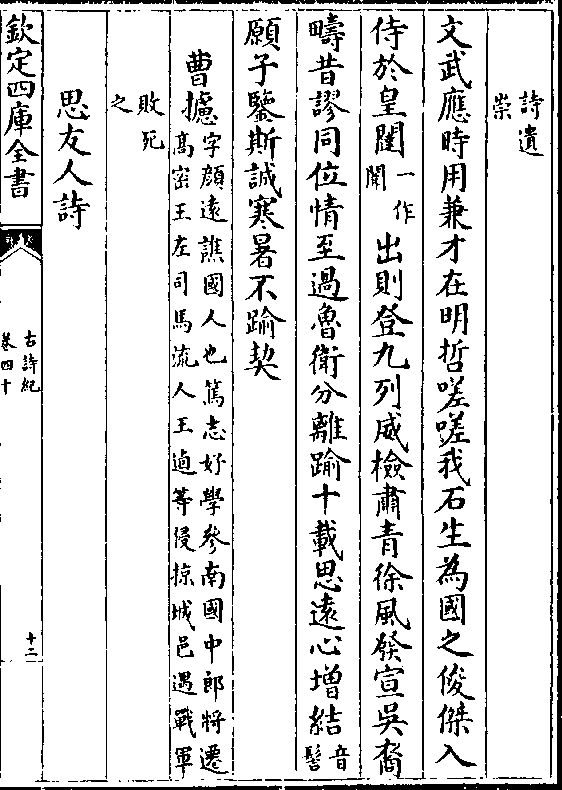 詩遺
崇
文武應時用兼才在明哲嗟嗟我石生為國之俊傑入
侍於皇闥一作閣出則登九列威檢肅青徐風發宣吳裔
疇昔謬同位情至過魯衛分離踰十載思遠心增結音髻
願子鑒斯誠寒暑不踰契
曹攄字顔遠譙國人也篤志好學參南國中郎將遷
高密王左司馬流人王逌等侵掠城邑遇戰軍
敗死
之
思友人詩
欽定四庫全書
古詩紀
卷四十
十二